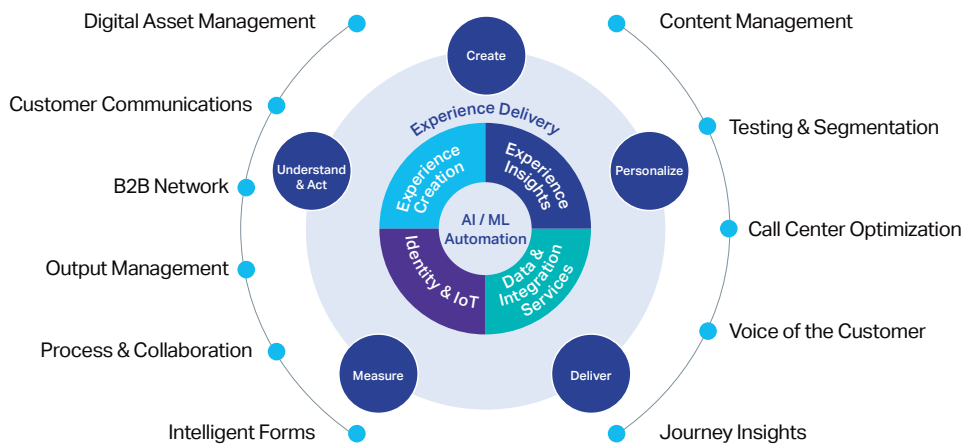 Digital Asset Management
Content Management
Create
Customer Communications
Experience Delivery
Testing & Segmentation
Understand
& Act
Experience
Creation
Experience
Insights
Personalize
B2B Network
AI / ML
Automation
Call Center Optimization
Output Management
Identity & IoT
Data &
Integration
Services
Voice of the Customer
Process & Collaboration
Measure
Deliver
Intelligent Forms
Journey Insights